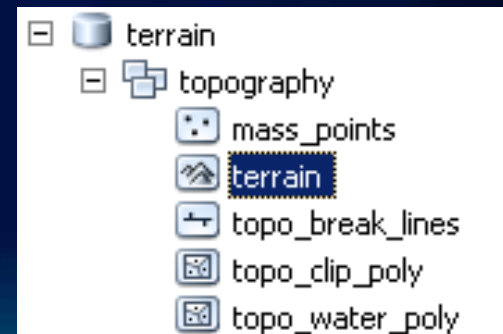 terrain
topography
mass_points
terrain
topo_break_lines
topo_clip_poly
topo_water_poly